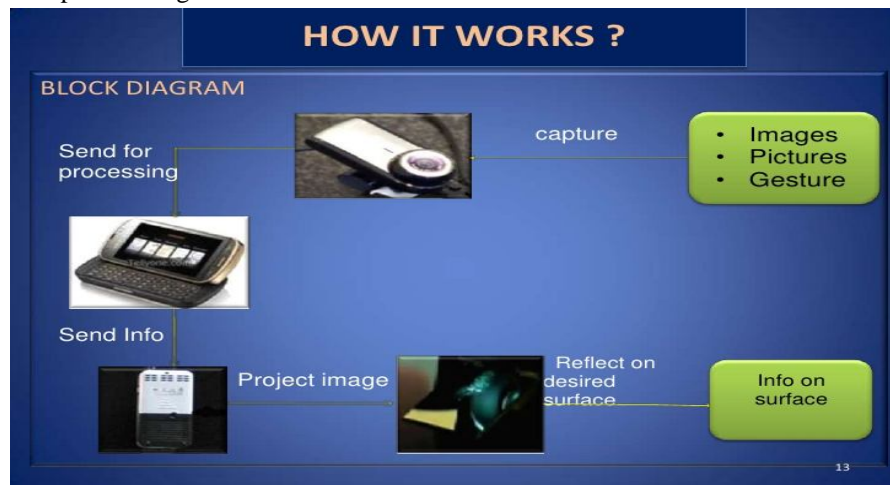 HOW IT WORKS ?
BLOCK DIAGRAM
capture
• Images
• Pictures
• Gesture
Send for
processing
Send Info
Project image
Reflect on
desired
surface
Info on
surface
13